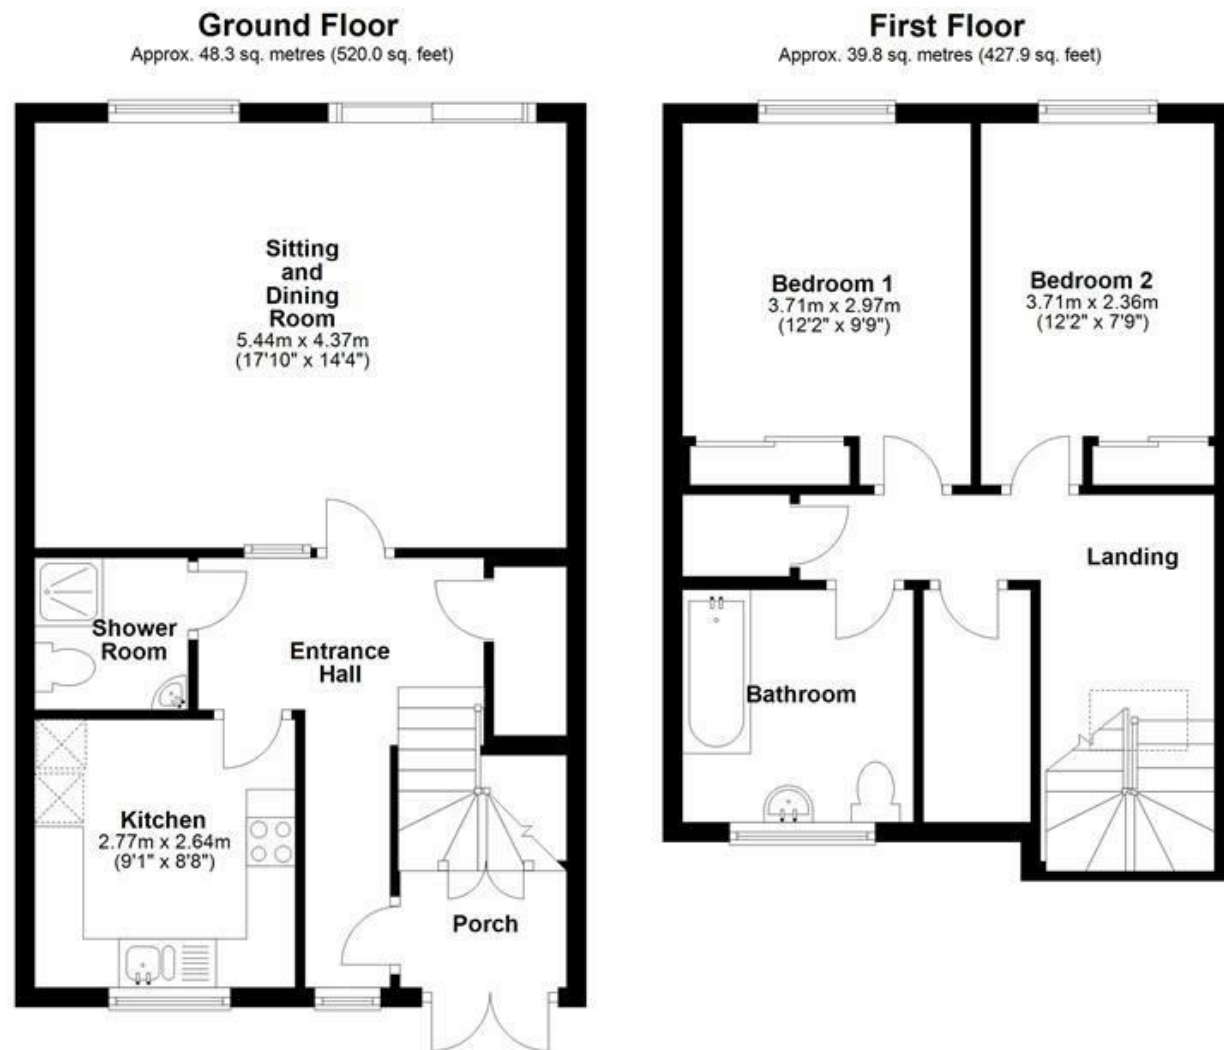 Ground Floor
Approx. 48.3 sq. metres (520.0 sq. feet)
Sitting
and
Dining
Room
5.44m x 4.37m
(17'10" x 14'4")
Shower
Room
Entrance
Hall
Kitchen
2.77m x 2.64m
(9'1" x 8'8")
Porch
First Floor
Approx. 39.8 sq. metres (427.9 sq. feet)
Bedroom 1
3.71m x 2.97m
(12'2" x 9'9")
Bedroom 2
3.71m x 2.36m
(12'2" x 7'9")
Landing
Bathroom